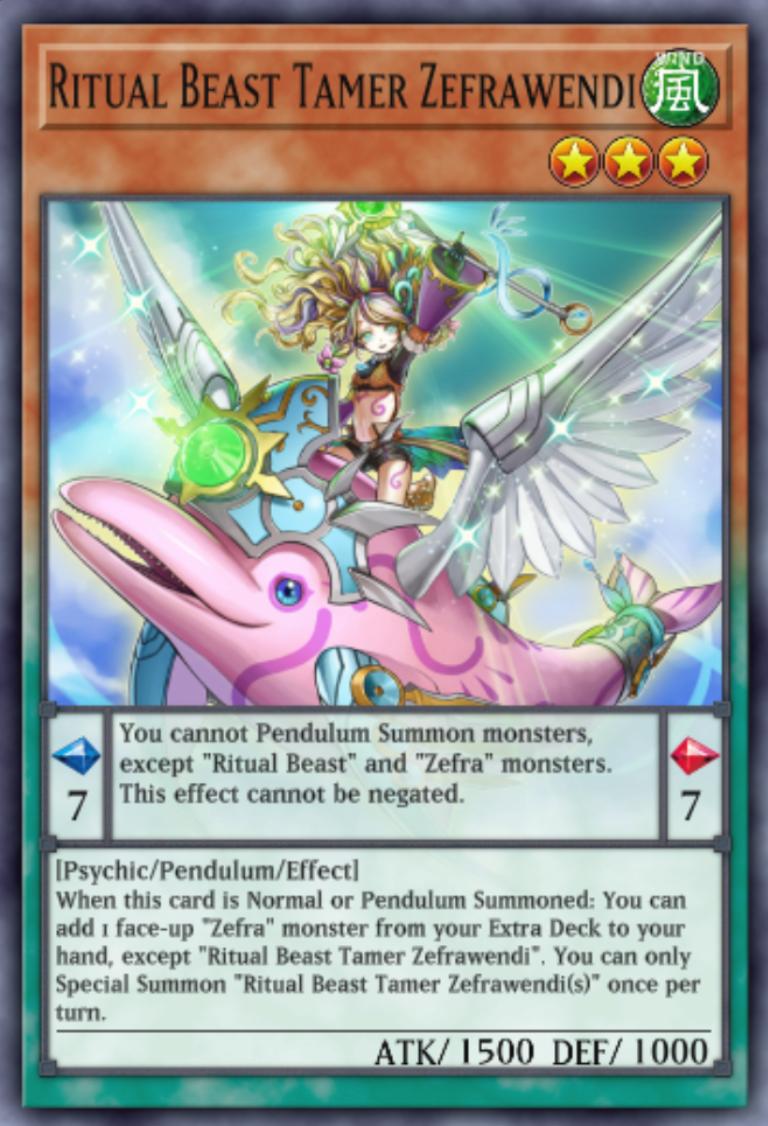 RITUAL BEAST TAMER ZEFRAWENDI
WIND
風
You cannot Pendulum Summon monsters,
except "Ritual Beast" and "Zefra" monsters.
This effect cannot be negated.
7
7
[Psychic/Pendulum/Effect]
When this card is Normal or Pendulum Summoned: You can
add 1 face-up "Zefra" monster from your Extra Deck to your
hand, except "Ritual Beast Tamer Zefrawendi". You can only
Special Summon "Ritual Beast Tamer Zefrawendi(s)" once per
turn.
ATK/ 1500 DEF/ 1000